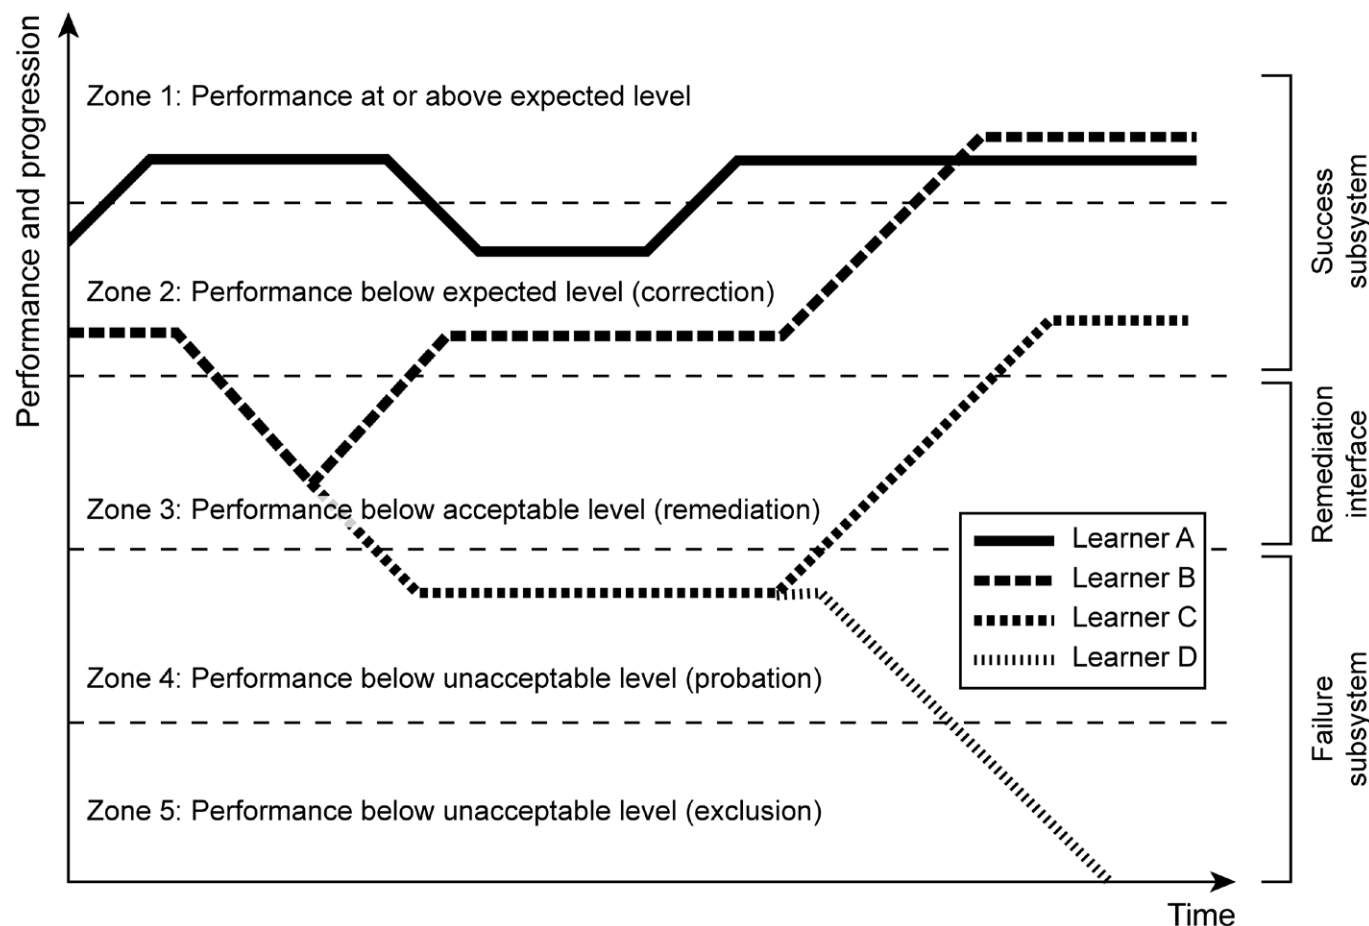 Performance and progression
Zone 1: Performance at or above expected level
Zone 2: Performance below expected level (correction)
Zone 3: Performance below acceptable level (remediation)
Zone 4: Performance below unacceptable level (probation)
Zone 5: Performance below unacceptable level (exclusion)
Success
subsystem
Remediation
interface
Failure
subsystem
Learner A
Learner B
Learner C
Learner D
Time